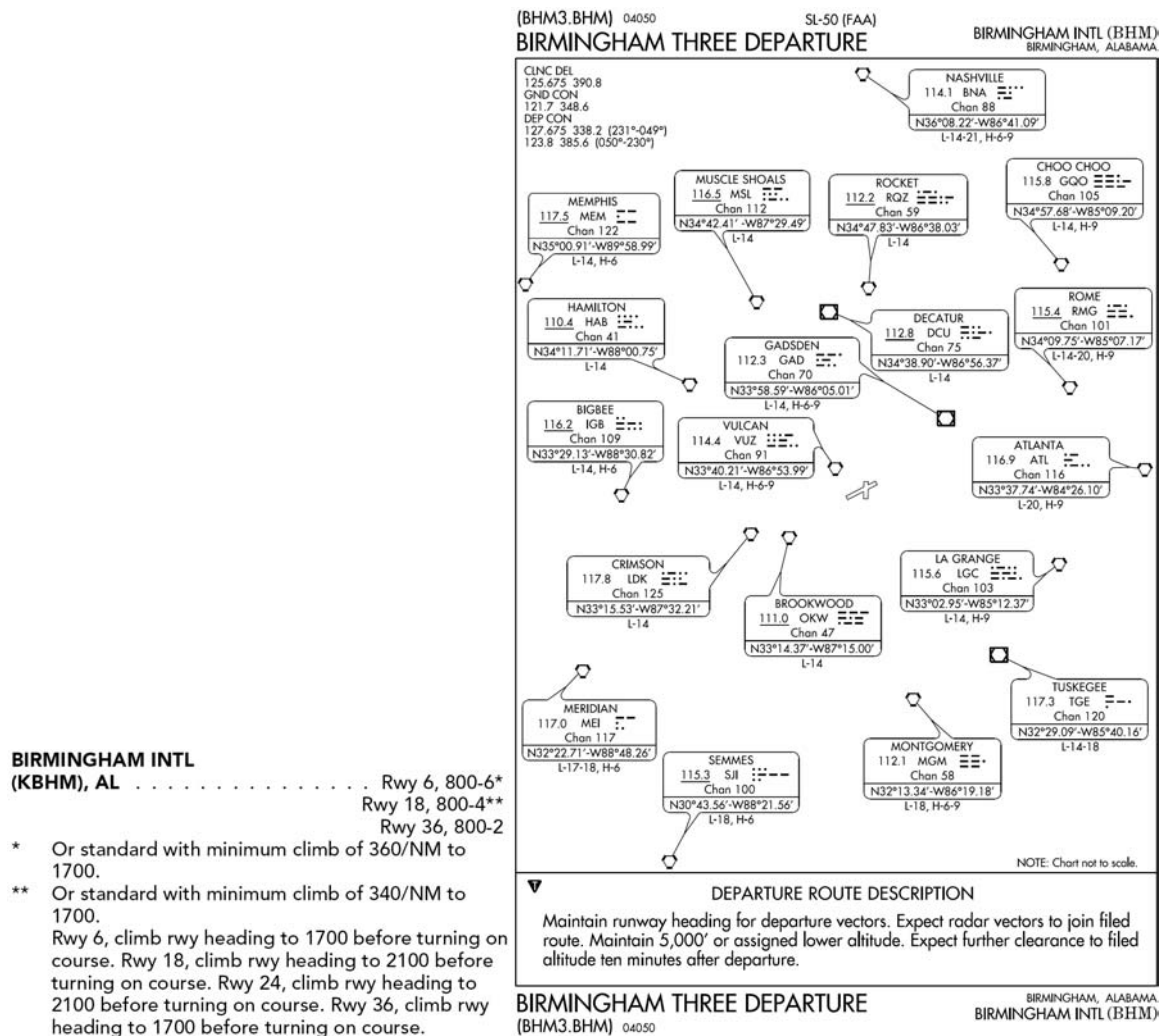 BIRMINGHAM INTL
(KBHM), AL . . . . . . . . . . . . . . . . Rwy 6, 800-6*
Rwy 18, 800-4**
Rwy 36, 800-2
* Or standard with minimum climb of 360/NM to
1700.
** Or standard with minimum climb of 340/NM to
1700.
Rwy 6, climb rwy heading to 1700 before turning on
course. Rwy 18, climb rwy heading to 2100 before
turning on course. Rwy 24, climb rwy heading to
2100 before turning on course. Rwy 36, climb rwy
heading to 1700 before turning on course.
(BHM3.BHM) 04050
SL-50 (FAA)
BIRMINGHAM INTL (BHM)
BIRMINGHAM THREE DEPARTURE
BIRMINGHAM, ALABAMA
CLNC DEL
125.675 390.8
GND CON
121.7 348.6
DEP CON
127.675 338.2 (231°-049°)
123.8 385.6 (050°-230°)
NASHVILLE
114.1 BNA
Chan 88
N36°08.22'-W86°41.09'
L-14-21, H-6-9
MEMPHIS
117.5 MEM
Chan 122
N35°00.91'-W89°58.99'
L-14, H-6
MUSCLE SHOALS
116.5 MSL
Chan 112
N34°42.41'-W87°29.49'
L-14
ROCKET
112.2 RQZ
Chan 59
N34°47.83'-W86°38.03'
L-14
CHOO CHOO
115.8 GQO
Chan 105
N34°57.68'-W85°09.20'
L-14, H-9
HAMILTON
110.4 HAB
Chan 41
N34°11.71'-W88°00.75'
L-14
GADSDEN
112.3 GAD
Chan 70
N33°58.59'-W86°05.01'
L-14, H-6-9
DECATUR
112.8 DCU
Chan 75
N34°38.90'-W86°56.37'
L-14
ROME
115.4 RMG
Chan 101
N34°09.75'-W85°07.17'
L-14-20, H-9
BIGBEE
116.2 IGB
Chan 109
N33°29.13'-W88°30.82'
L-14, H-6
VULCAN
114.4 VUZ
Chan 91
N33°40.21'-W86°53.99'
L-14, H-6-9
ATLANTA
116.9 ATL
Chan 116
N33°37.74'-W84°26.10'
L-20, H-9
CRIMSON
117.8 LDK
Chan 125
N33°15.53'-W87°32.21'
L-14
BROOKWOOD
111.0 OKW
Chan 47
N33°14.37'-W87°15.00'
L-14
LA GRANGE
115.6 LGC
Chan 103
N33°02.95'-W85°12.37'
L-14, H-9
MERIDIAN
117.0 MEI
Chan 117
N32°22.71'-W88°48.26'
L-17-18, H-6
SEMMES
115.3 SJI
Chan 100
N30°43.56'-W88°21.56'
L-18, H-6
MONTGOMERY
112.1 MGM
Chan 58
N32°13.34'-W86°19.18'
L-18, H-6-9
TUSKEGEE
117.3 TGE
Chan 120
N32°29.09'-W85°40.16'
L-14-18
NOTE: Chart not to scale.
T
DEPARTURE ROUTE DESCRIPTION
Maintain runway heading for departure vectors. Expect radar vectors to join filed
route. Maintain 5,000' or assigned lower altitude. Expect further clearance to filed
altitude ten minutes after departure.
BIRMINGHAM THREE DEPARTURE
(BHM3.BHM) 04050
BIRMINGHAM, ALABAMA
BIRMINGHAM INTL (BHM)